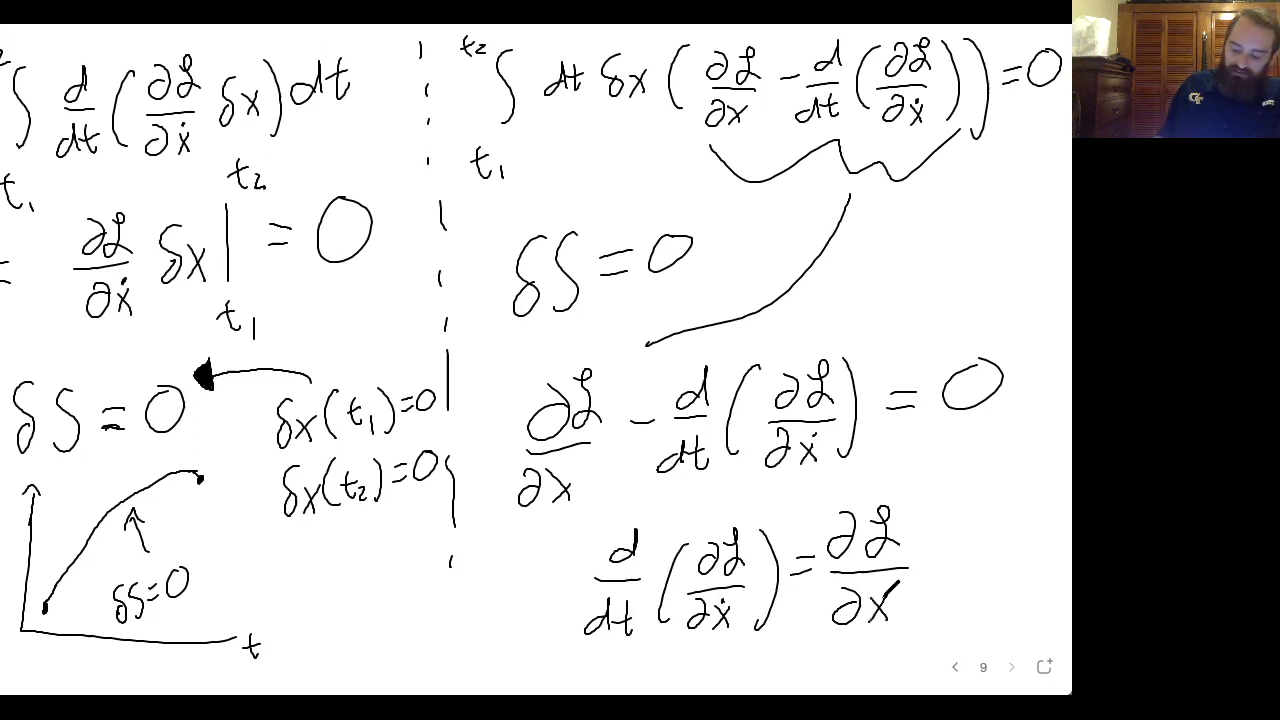 ∫ d/dt (∂ℒ/∂ẋ δx) dt
t₁
= ∂ℒ/∂ẋ δx |_{t₁}^{t₂} = 0
δS = 0
δx(t₁)=0
δx(t₂)=0
δS=0
t
∫_{t₁}^{t₂} dt δx (∂ℒ/∂x - d/dt (∂ℒ/∂ẋ)) = 0
δS = 0
∂ℒ/∂x - d/dt (∂ℒ/∂ẋ) = 0
d/dt (∂ℒ/∂ẋ) = ∂ℒ/∂x
9